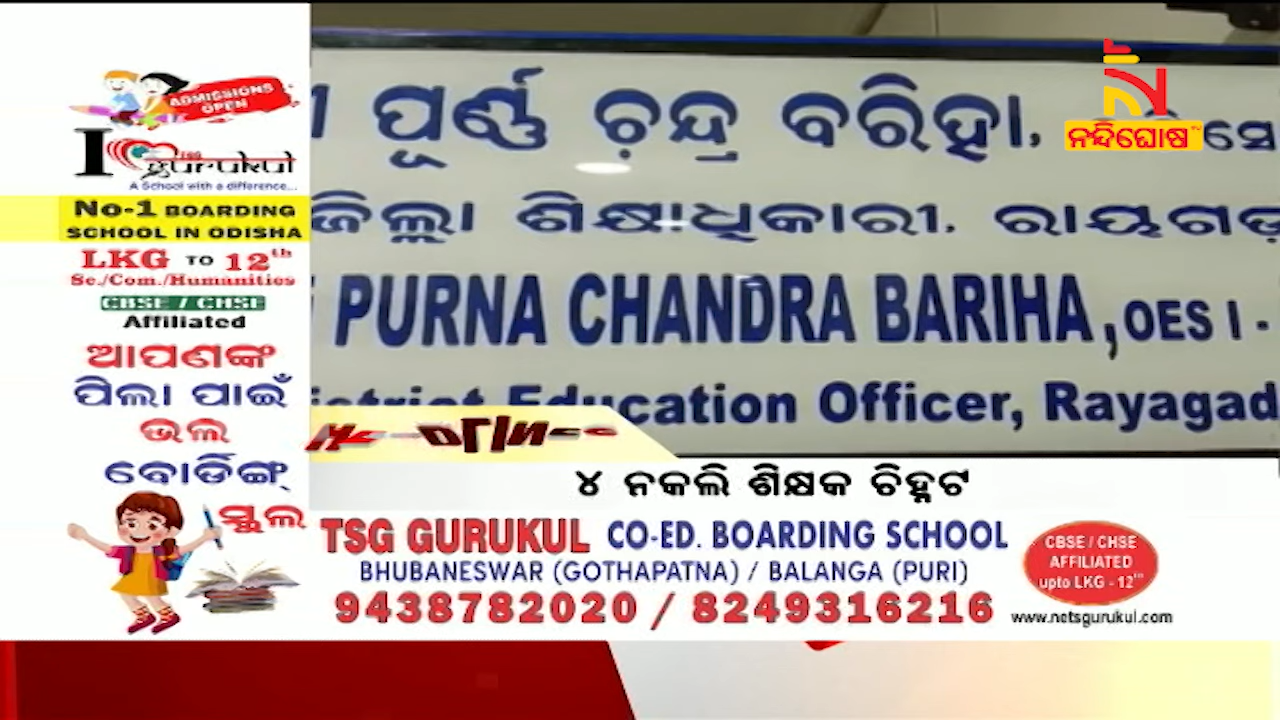 ADMISSIONS
OPEN
I TSG gurukul
A School with a difference...
No-1 BOARDING
SCHOOL IN ODISHA
LKG TO 12th
Sc./Com./Humanities
CBSE / CHSE
Affiliated
ଆପଣଙ୍କ
ପିଲା ପାଇଁ
ଭଲ
ବୋର୍ଡିଙ୍ଗ୍
ସ୍କୁଲ
ପୂର୍ଣ୍ଣ ଚନ୍ଦ୍ର ବରିହା,
ନନ୍ଦିଘୋଷ
ଜିଲ୍ଲା ଶିକ୍ଷାଧିକାରୀ, ରାୟଗଡ଼
PURNA CHANDRA BARIHA, OES I -
District Education Officer, Rayagad
୪ ନକଲି ଶିକ୍ଷକ ଚିହ୍ନଟ
TSG GURUKUL CO-ED. BOARDING SCHOOL
BHUBANESWAR (GOTHAPATNA) / BALANGA (PURI)
9438782020 / 8249316216
CBSE / CHSE
AFFILIATED
upto LKG - 12th
www.netsgurukul.com